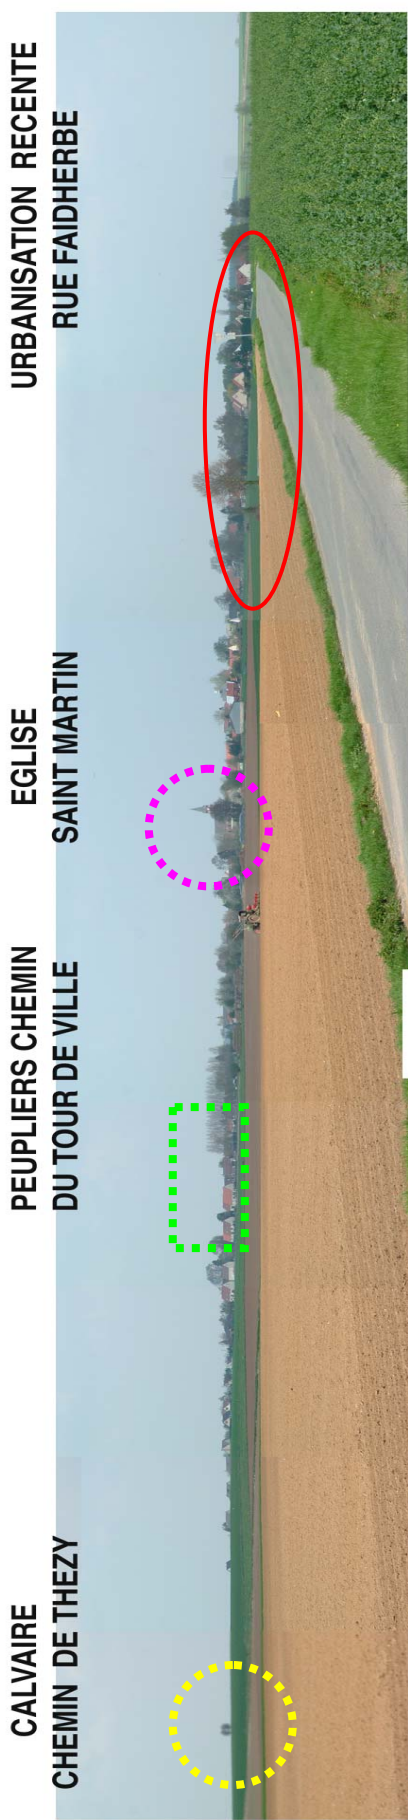 CALVAIRE
CHEMIN DE THEZY
PEUPLIERS CHEMIN
DU TOUR DE VILLE
EGLISE
SAINT MARTIN
URBANISATION RECENTE
RUE FAIDHERBE